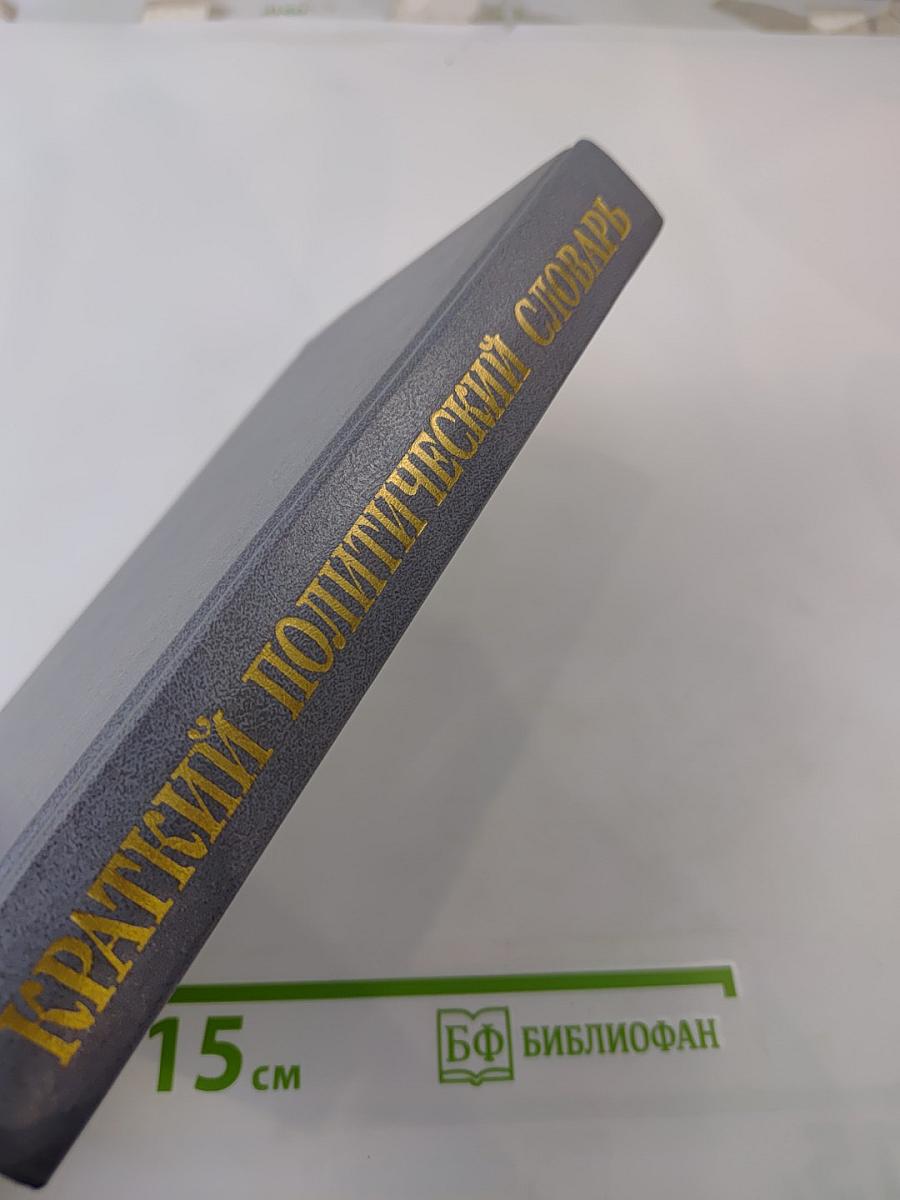 КРАТКИЙ ПОЛИТИЧЕСКИЙ СЛОВАРЬ
15 см
БФ БИБЛИОФАН